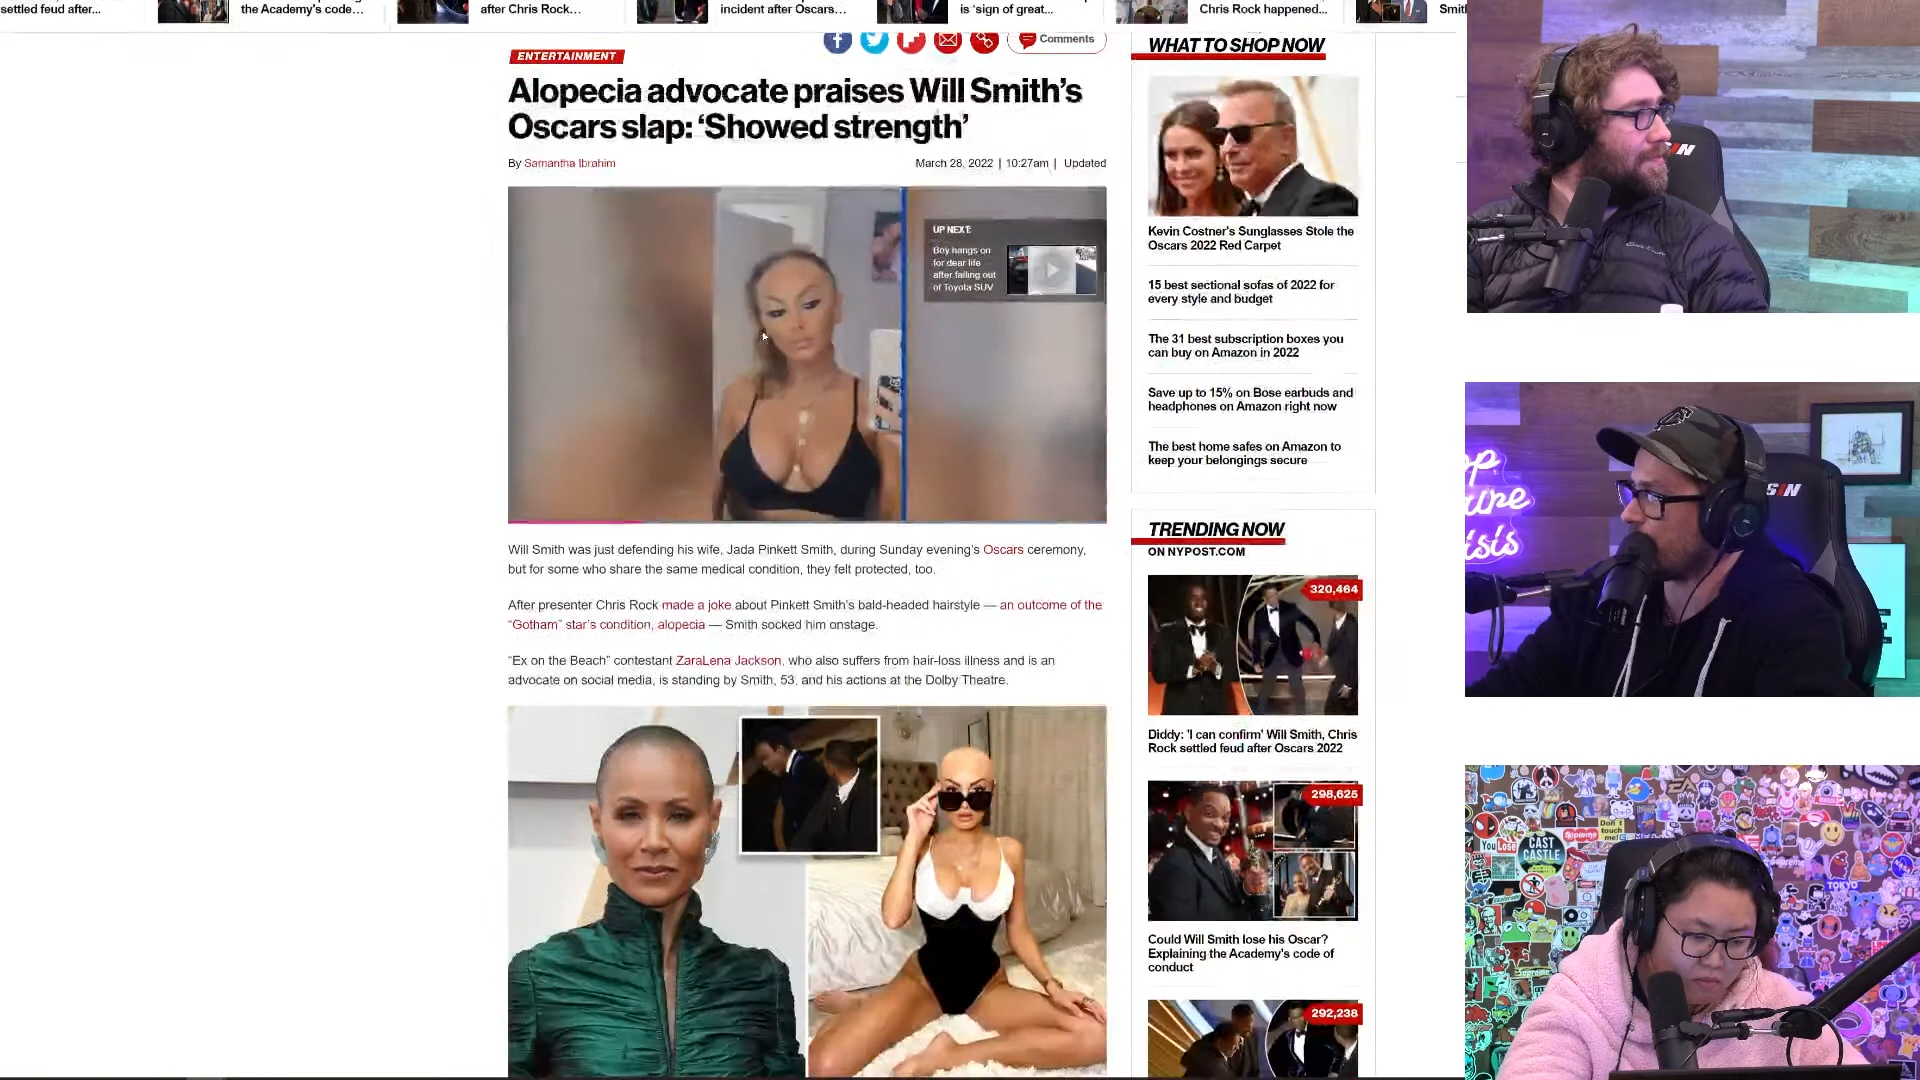 settled feud after...
the Academy's code...
after Chris Rock...
incident after Oscars...
is ‘sign of great...
Chris Rock happened...
Comments
ENTERTAINMENT
Alopecia advocate praises Will Smith’s
Oscars slap: ‘Showed strength’
By Samantha Ibrahim
March 28, 2022 | 10:27am | Updated
UP NEXT:
Boy hangs on
for dear life
after falling out
of Toyota SUV
Will Smith was just defending his wife, Jada Pinkett Smith, during Sunday evening’s Oscars ceremony,
but for some who share the same medical condition, they felt protected, too.
After presenter Chris Rock made a joke about Pinkett Smith’s bald-headed hairstyle — an outcome of the
“Gotham” star’s condition, alopecia — Smith socked him onstage.
“Ex on the Beach” contestant ZaraLena Jackson, who also suffers from hair-loss illness and is an
advocate on social media, is standing by Smith, 53, and his actions at the Dolby Theatre.
WHAT TO SHOP NOW
Kevin Costner's Sunglasses Stole the
Oscars 2022 Red Carpet
15 best sectional sofas of 2022 for
every style and budget
The 31 best subscription boxes you
can buy on Amazon in 2022
Save up to 15% on Bose earbuds and
headphones on Amazon right now
The best home safes on Amazon to
keep your belongings secure
TRENDING NOW
ON NYPOST.COM
320,464
Diddy: 'I can confirm' Will Smith, Chris
Rock settled feud after Oscars 2022
298,625
Could Will Smith lose his Oscar?
Explaining the Academy's code of
conduct
292,238
You Lose
CAST
CASTLE
Supreme
Don't
touch
me!
EA
TOKYO